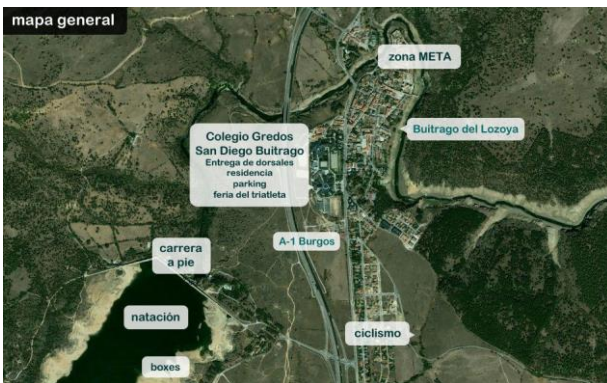 mapa general
zona META
Buitrago del Lozoya
Colegio Gredos
San Diego Buitrago
Entrega de dorsales
residencia
parking
feria del triatleta
A-1 Burgos
carrera
a pie
natación
ciclismo
boxes